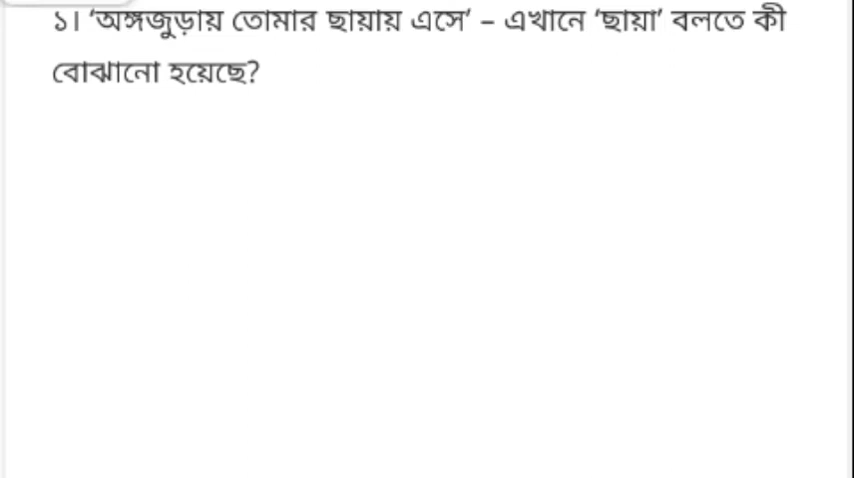 ১। ‘অঙ্গজুড়ায় তোমার ছায়ায় এসে’ – এখানে ‘ছায়া’ বলতে কী
বোঝানো হয়েছে?